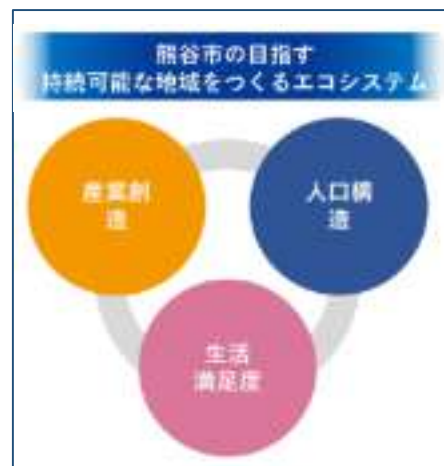 熊谷市の目指す
持続可能な地域をつくるエコシステム
産業創
造
人口構
造
生活
満足度